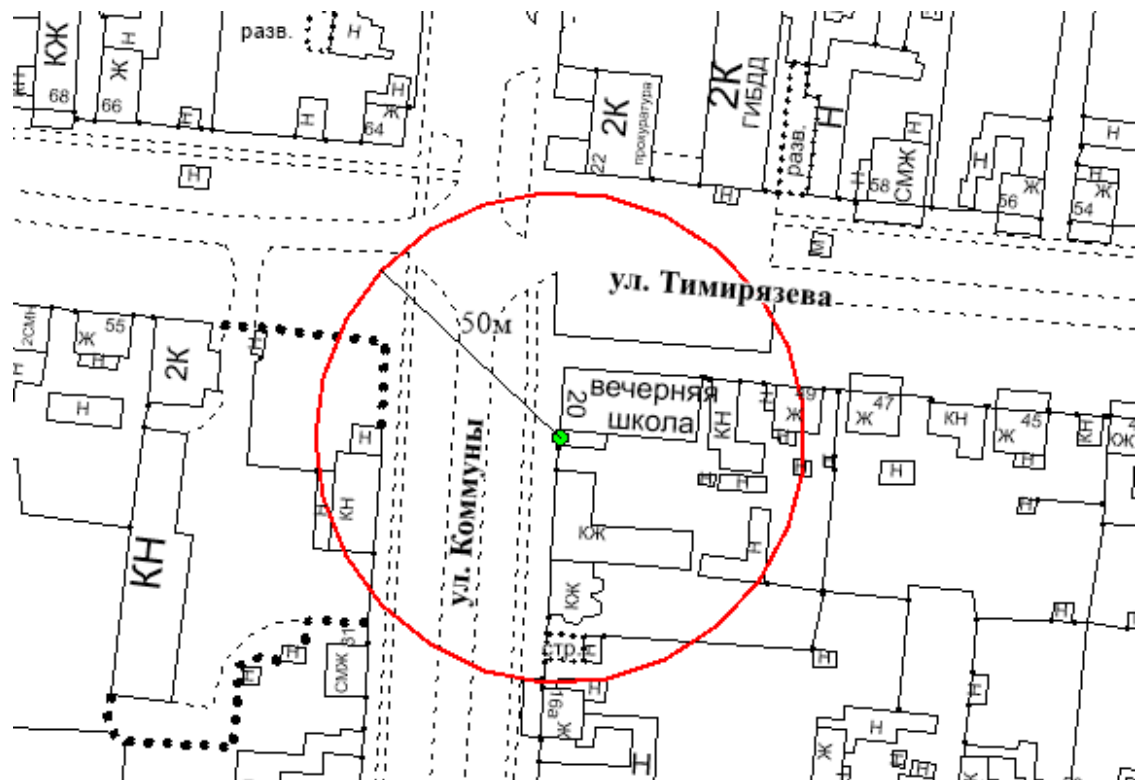 разв.
Н
КЖ
68
Н
Ж
66
Н
Н
Н
Ж
64
2К
прокуратура
22
2К
ГИБДД
разв.
Н
Н
СМЖ
58
Н
Н
Ж
56
Н
Ж
54
Н
Н
М
ул. Тимирязева
50м
2СМН
55
Ж
Н
Н
2К
Н
Н
КН
Н
КН
ул. Коммуны
20
вечерняя
школа
КН
Н
49
Ж
47
Ж
КН
45
Ж
Н
КН
КЖ
Н
Н
Н
Н
Н
Н
КЖ
КЖ
стр.
Н
16а
Ж
Н
Н
Н
СМЖ
Н
Н
Н
Ж
Н
Н
Н
Н
Н